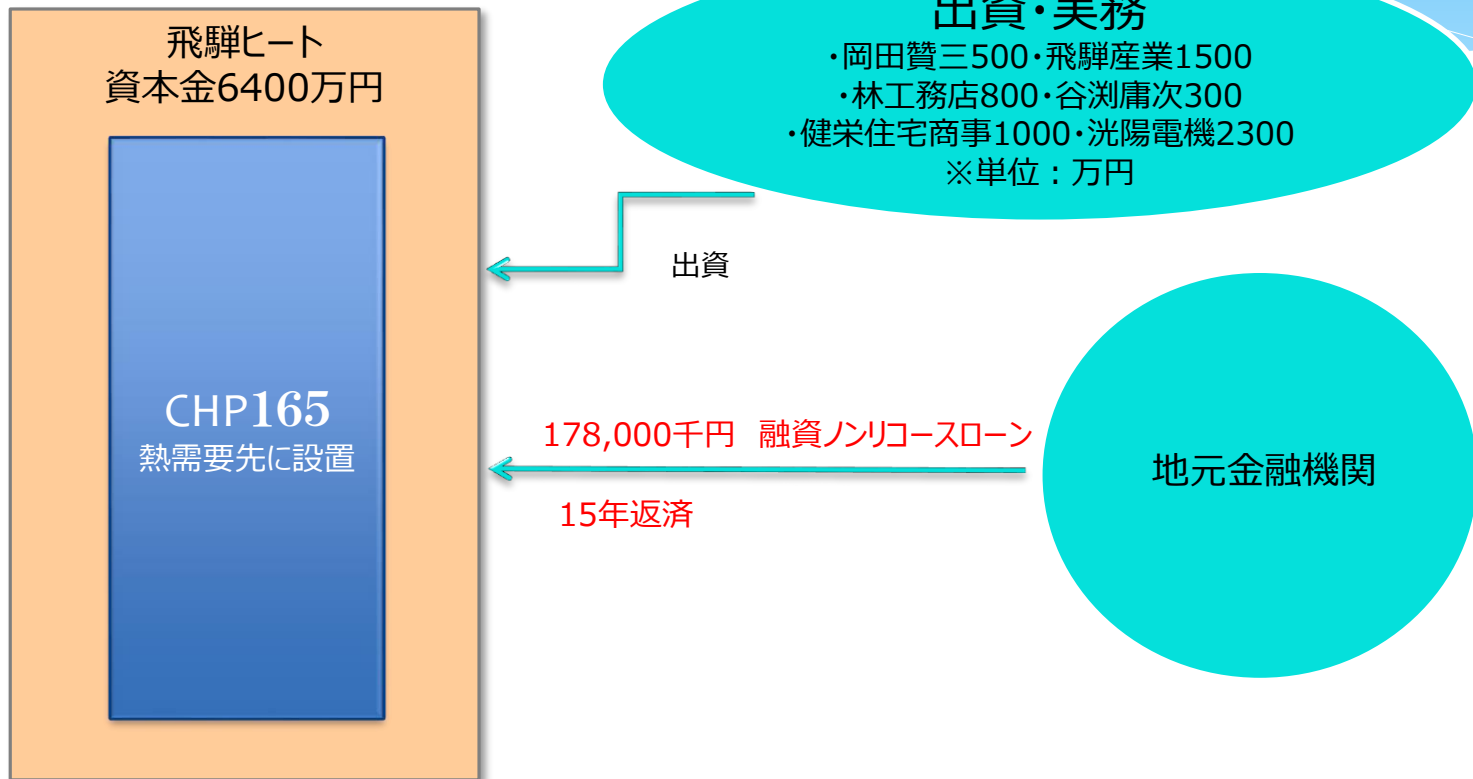 飛騨ヒート
資本金6400万円
CHP165
熱需要先に設置
出資・実務
・岡田贊三500・飛騨産業1500
・林工務店800・谷渕庸次300
・健栄住宅商事1000・洸陽電機2300
※単位：万円
出資
178,000千円 融資ノンリコースローン
15年返済
地元金融機関